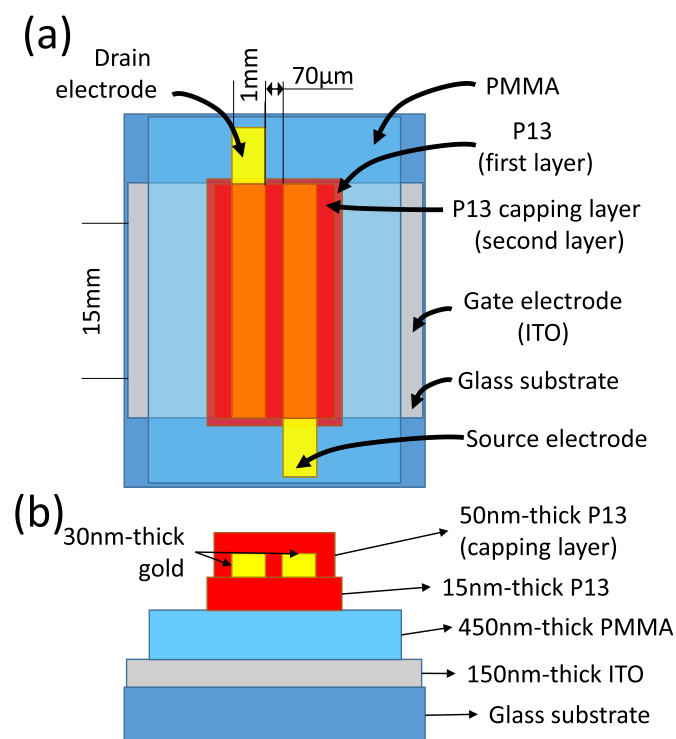 (a)
Drain
electrode
1mm
70µm
PMMA
P13
(first layer)
P13 capping layer
(second layer)
15mm
Gate electrode
(ITO)
Glass substrate
Source electrode
(b)
30nm-thick
gold
50nm-thick P13
(capping layer)
15nm-thick P13
450nm-thick PMMA
150nm-thick ITO
Glass substrate